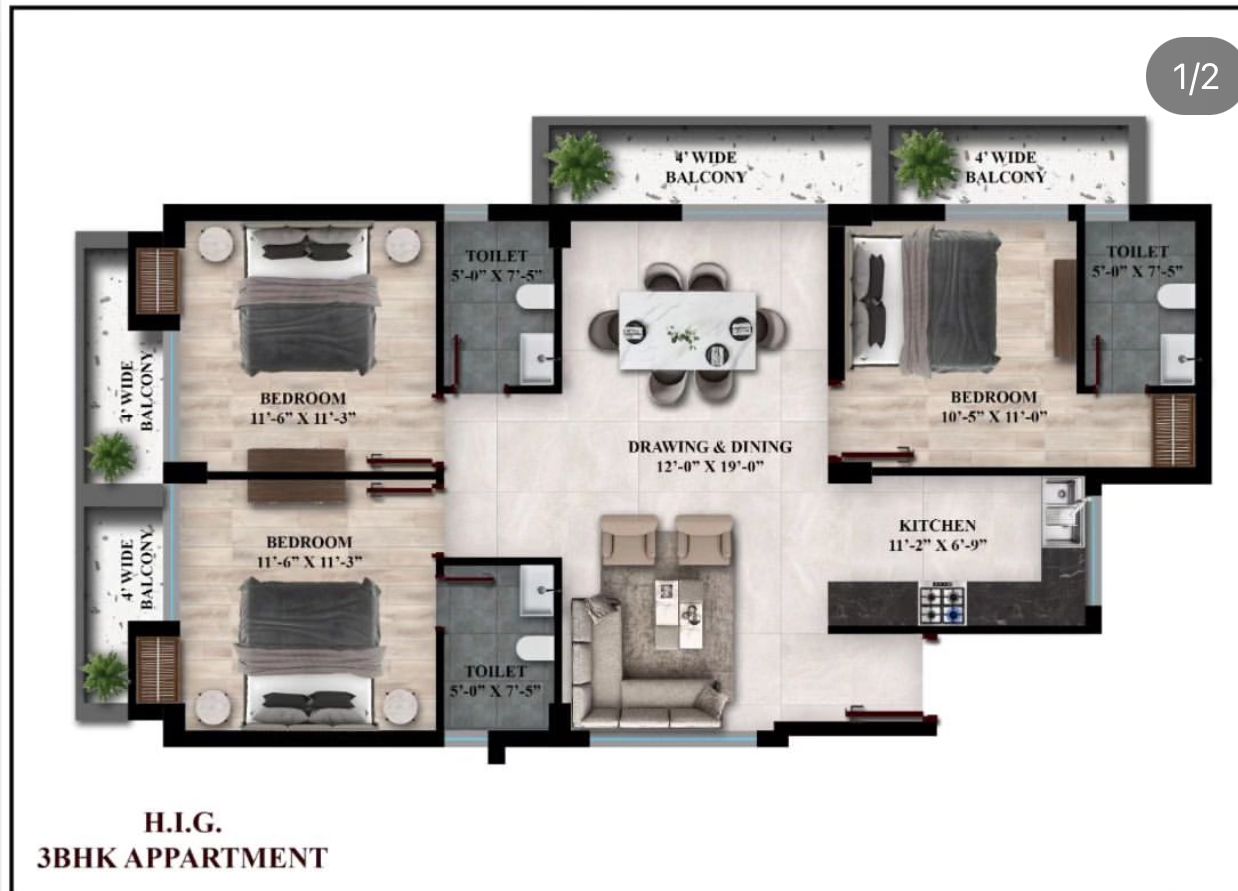 1/2
4' WIDE
BALCONY
4' WIDE
BALCONY
TOILET
5'-0” X 7'-5”
TOILET
5'-0” X 7'-5”
4' WIDE
BALCONY
BEDROOM
11'-6” X 11'-3”
BEDROOM
10'-5” X 11'-0”
DRAWING & DINING
12'-0” X 19'-0”
4' WIDE
BALCONY
BEDROOM
11'-6” X 11'-3”
KITCHEN
11'-2” X 6'-9”
TOILET
5'-0” X 7'-5”
H.I.G.
3BHK APPARTMENT